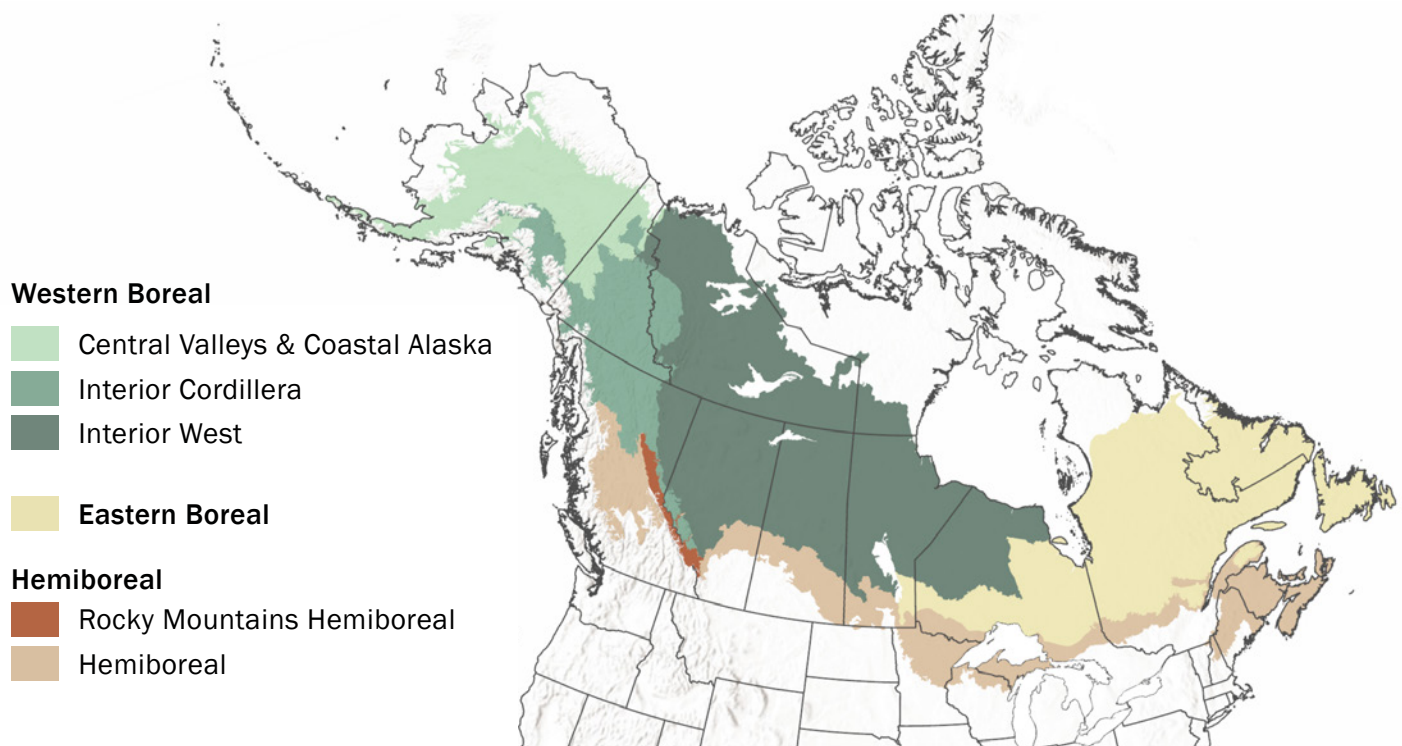 Western Boreal
Central Valleys & Coastal Alaska
Interior Cordillera
Interior West
Eastern Boreal
Hemiboreal
Rocky Mountains Hemiboreal
Hemiboreal